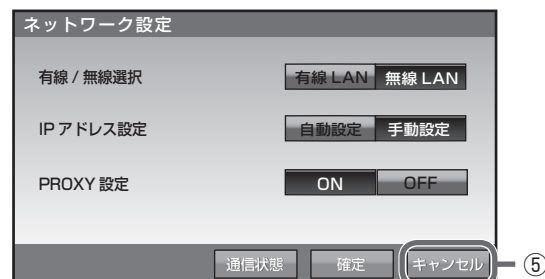 ネットワーク設定
有線 / 無線選択 有線 LAN 無線 LAN
IP アドレス設定 自動設定 手動設定
PROXY 設定 ON OFF
通信状態 確定 キャンセル ⑤